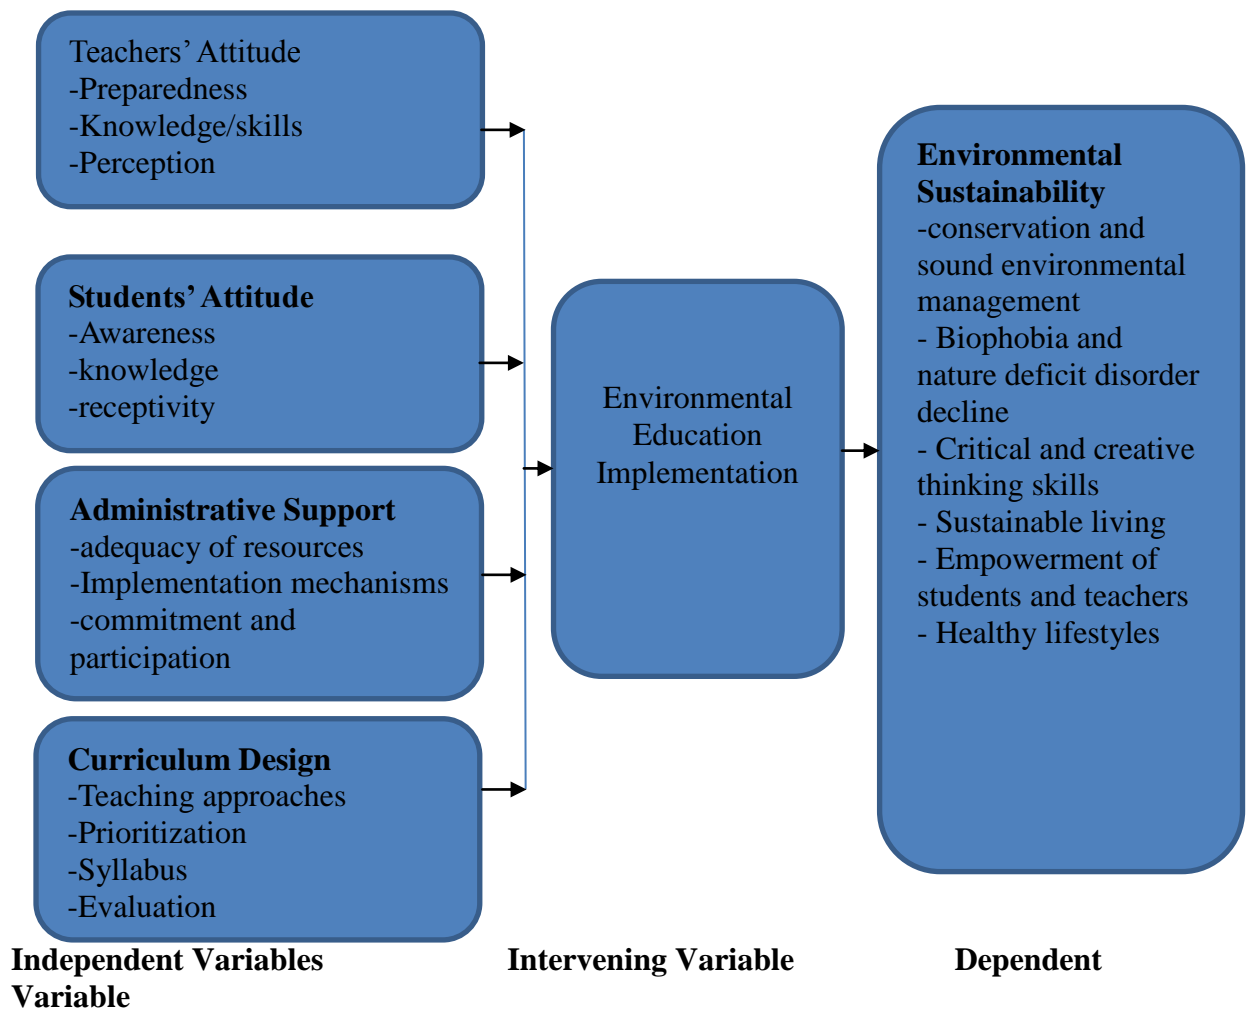 Teachers’ Attitude
-Preparedness
-Knowledge/skills
-Perception
Students’ Attitude
-Awareness
-knowledge
-receptivity
Administrative Support
-adequacy of resources
-Implementation mechanisms
-commitment and
participation
Curriculum Design
-Teaching approaches
-Prioritization
-Syllabus
-Evaluation
Environmental
Education
Implementation
Environmental
Sustainability
-conservation and
sound environmental
management
- Biophobia and
nature deficit disorder
decline
- Critical and creative
thinking skills
- Sustainable living
- Empowerment of
students and teachers
- Healthy lifestyles
Independent Variables Intervening Variable Dependent
Variable